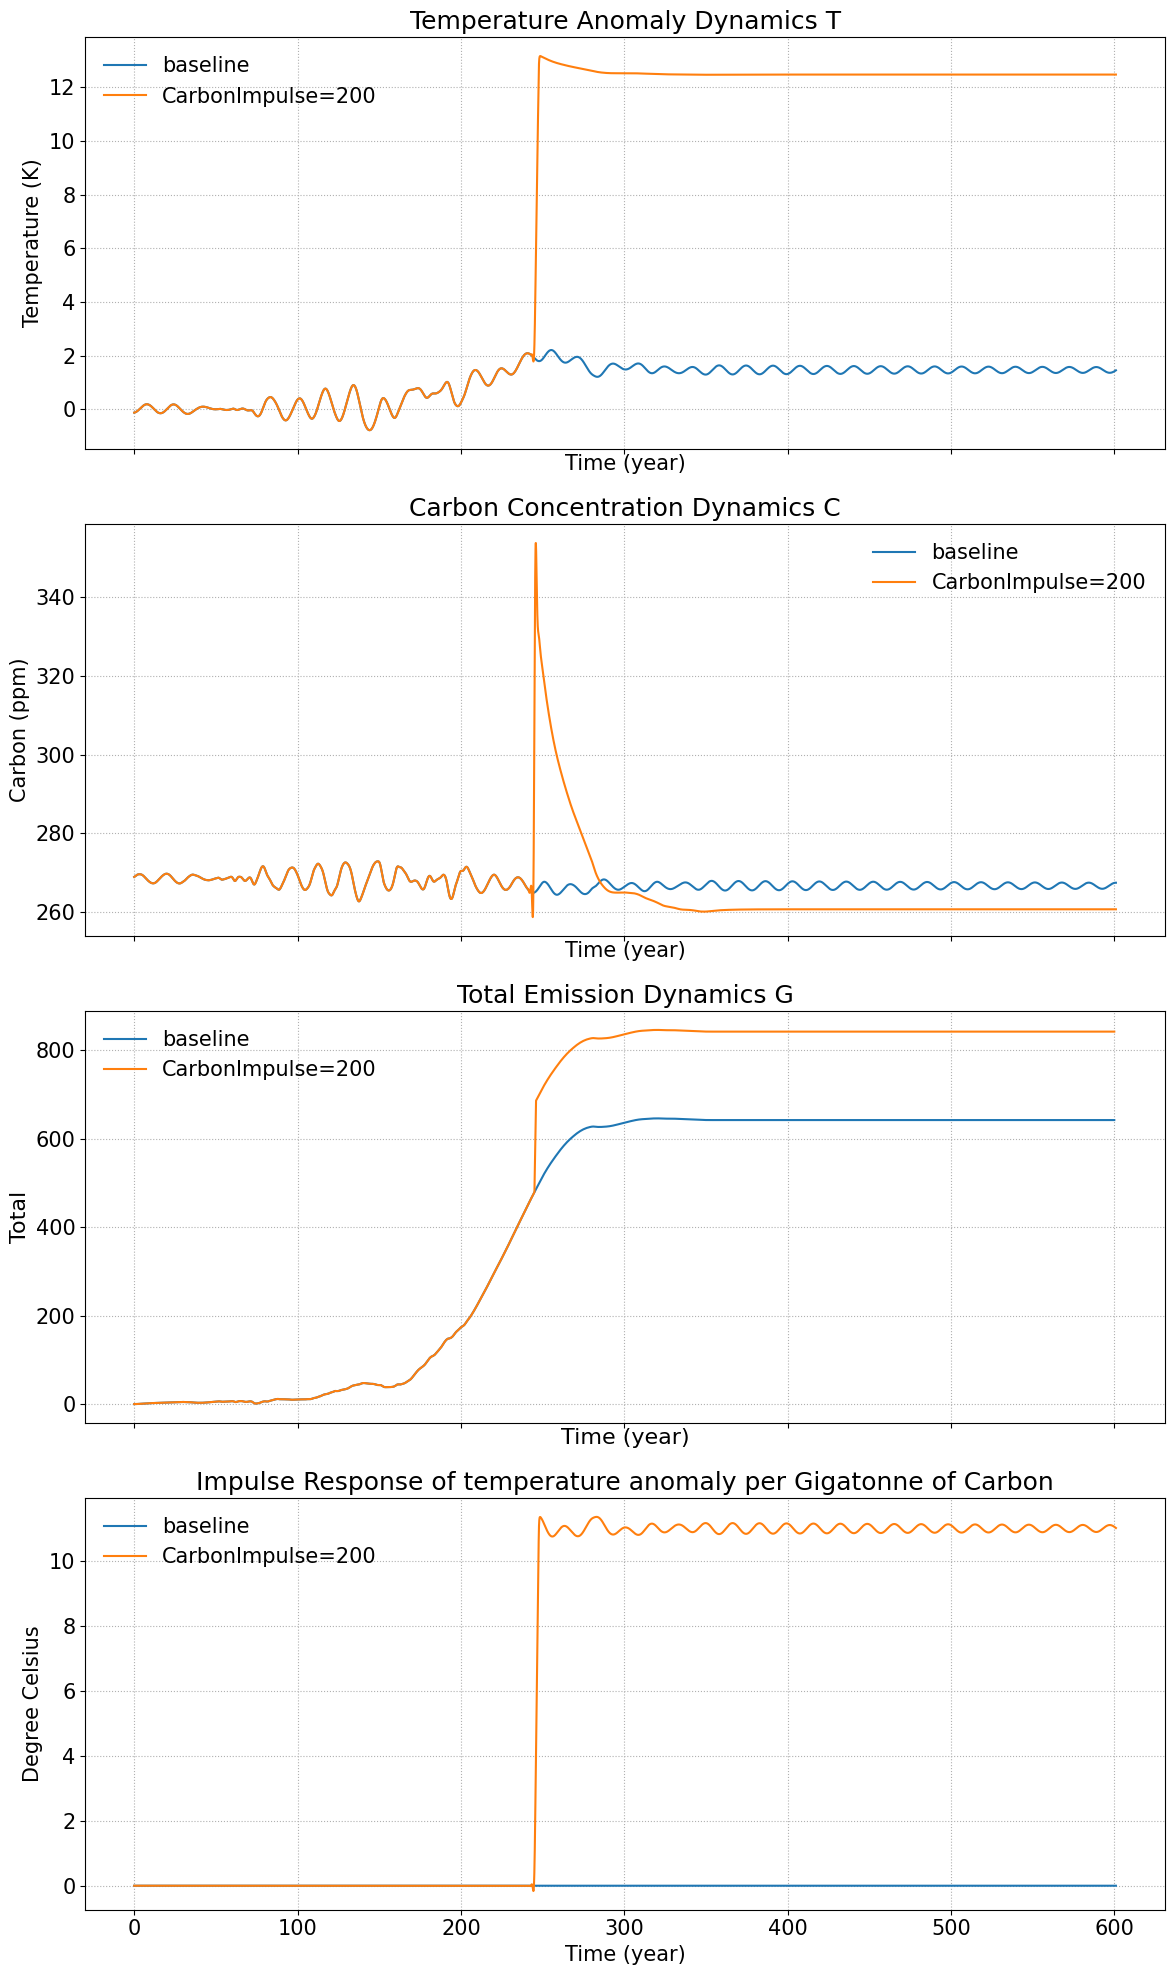 Temperature Anomaly Dynamics T
baseline
CarbonImpulse=200
12
10
8
6
4
2
0
Temperature (K)
Time (year)
Carbon Concentration Dynamics C
baseline
CarbonImpulse=200
340
320
300
280
260
Carbon (ppm)
Time (year)
Total Emission Dynamics G
baseline
CarbonImpulse=200
800
600
400
200
0
Total
Time (year)
Impulse Response of temperature anomaly per Gigatonne of Carbon
baseline
CarbonImpulse=200
10
8
6
4
2
0
Degree Celsius
0 100 200 300 400 500 600
Time (year)